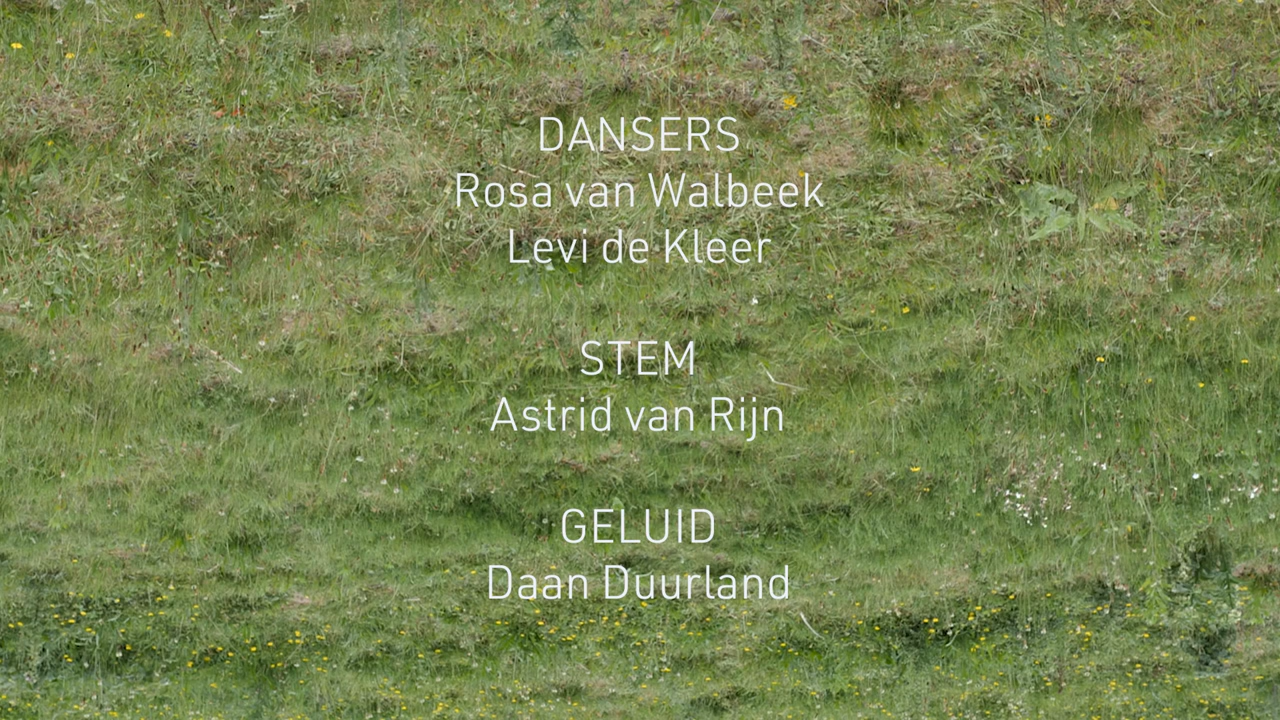 DANSERS
Rosa van Walbeek
Levi de Kleer
STEM
Astrid van Rijn
GELUID
Daan Duurland